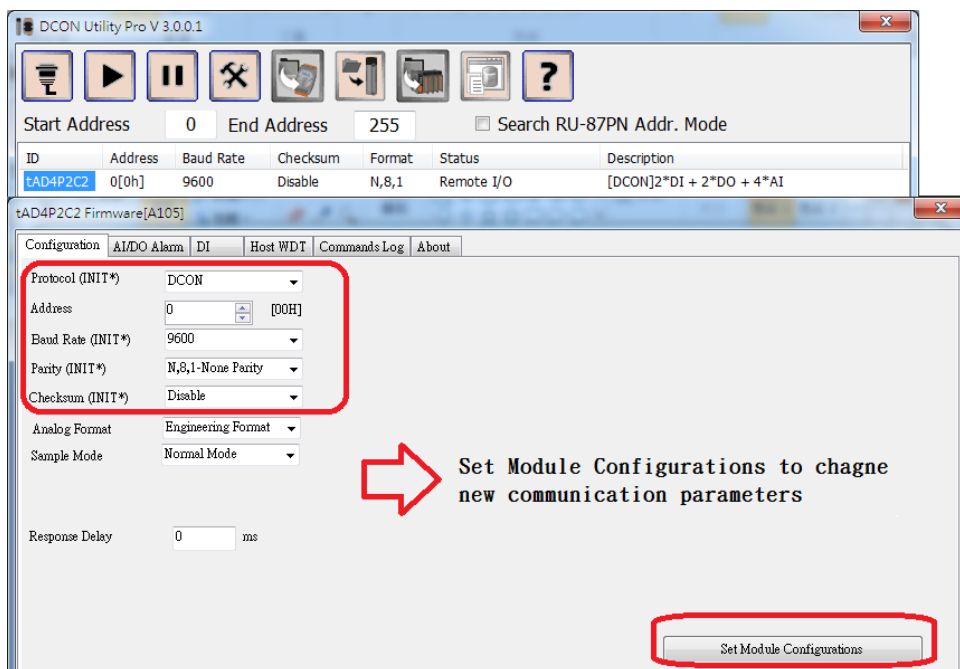 DCON Utility Pro V 3.0.0.1
Start Address 0 End Address 255 Search RU-87PN Addr. Mode
ID Address Baud Rate Checksum Format Status Description
tAD4P2C2 0[0h] 9600 Disable N,8,1 Remote I/O [DCON]2*DI + 2*DO + 4*AI
tAD4P2C2 Firmware[A105]
Configuration AI/DO Alarm DI Host WDT Commands Log About
Protocol (INIT*) DCON
Address 0 [00H]
Baud Rate (INIT*) 9600
Parity (INIT*) N,8,1-None Parity
Checksum (INIT*) Disable
Analog Format Engineering Format
Sample Mode Normal Mode
Set Module Configurations to chagne
new communication parameters
Response Delay 0 ms
Set Module Configurations